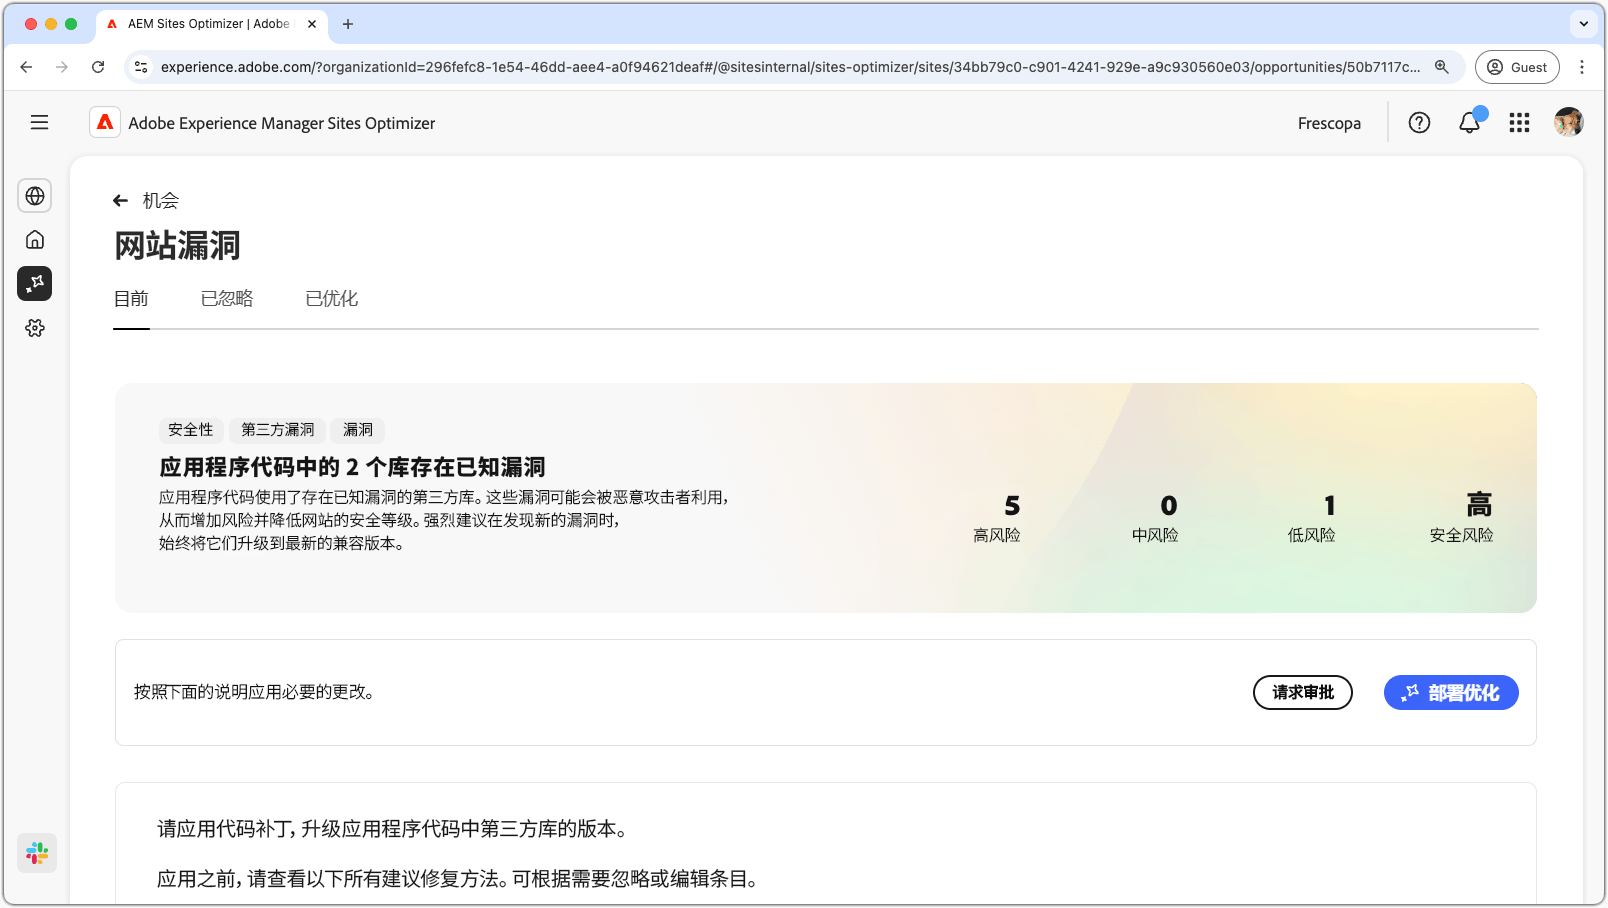 AEM Sites Optimizer | Adobe
experience.adobe.com/?organizationId=296fefc8-1e54-46dd-aee4-a0f94621deaf#/@sitesinternal/sites-optimizer/sites/34bb79c0-c901-4241-929e-a9c930560e03/opportunities/50b7117c...
Guest
Adobe Experience Manager Sites Optimizer
Frescopa
机会
网站漏洞
目前 已忽略 已优化
安全性 第三方漏洞 漏洞
应用程序代码中的 2 个库存在已知漏洞
应用程序代码使用了存在已知漏洞的第三方库。这些漏洞可能会被恶意攻击者利用，
从而增加风险并降低网站的安全等级。强烈建议在发现新的漏洞时，
始终将它们升级到最新的兼容版本。
5 0 1 高
高风险 中风险 低风险 安全风险
按照下面的说明应用必要的更改。
请求审批 部署优化
请应用代码补丁，升级应用程序代码中第三方库的版本。
应用之前，请查看以下所有建议修复方法。可根据需要忽略或编辑条目。